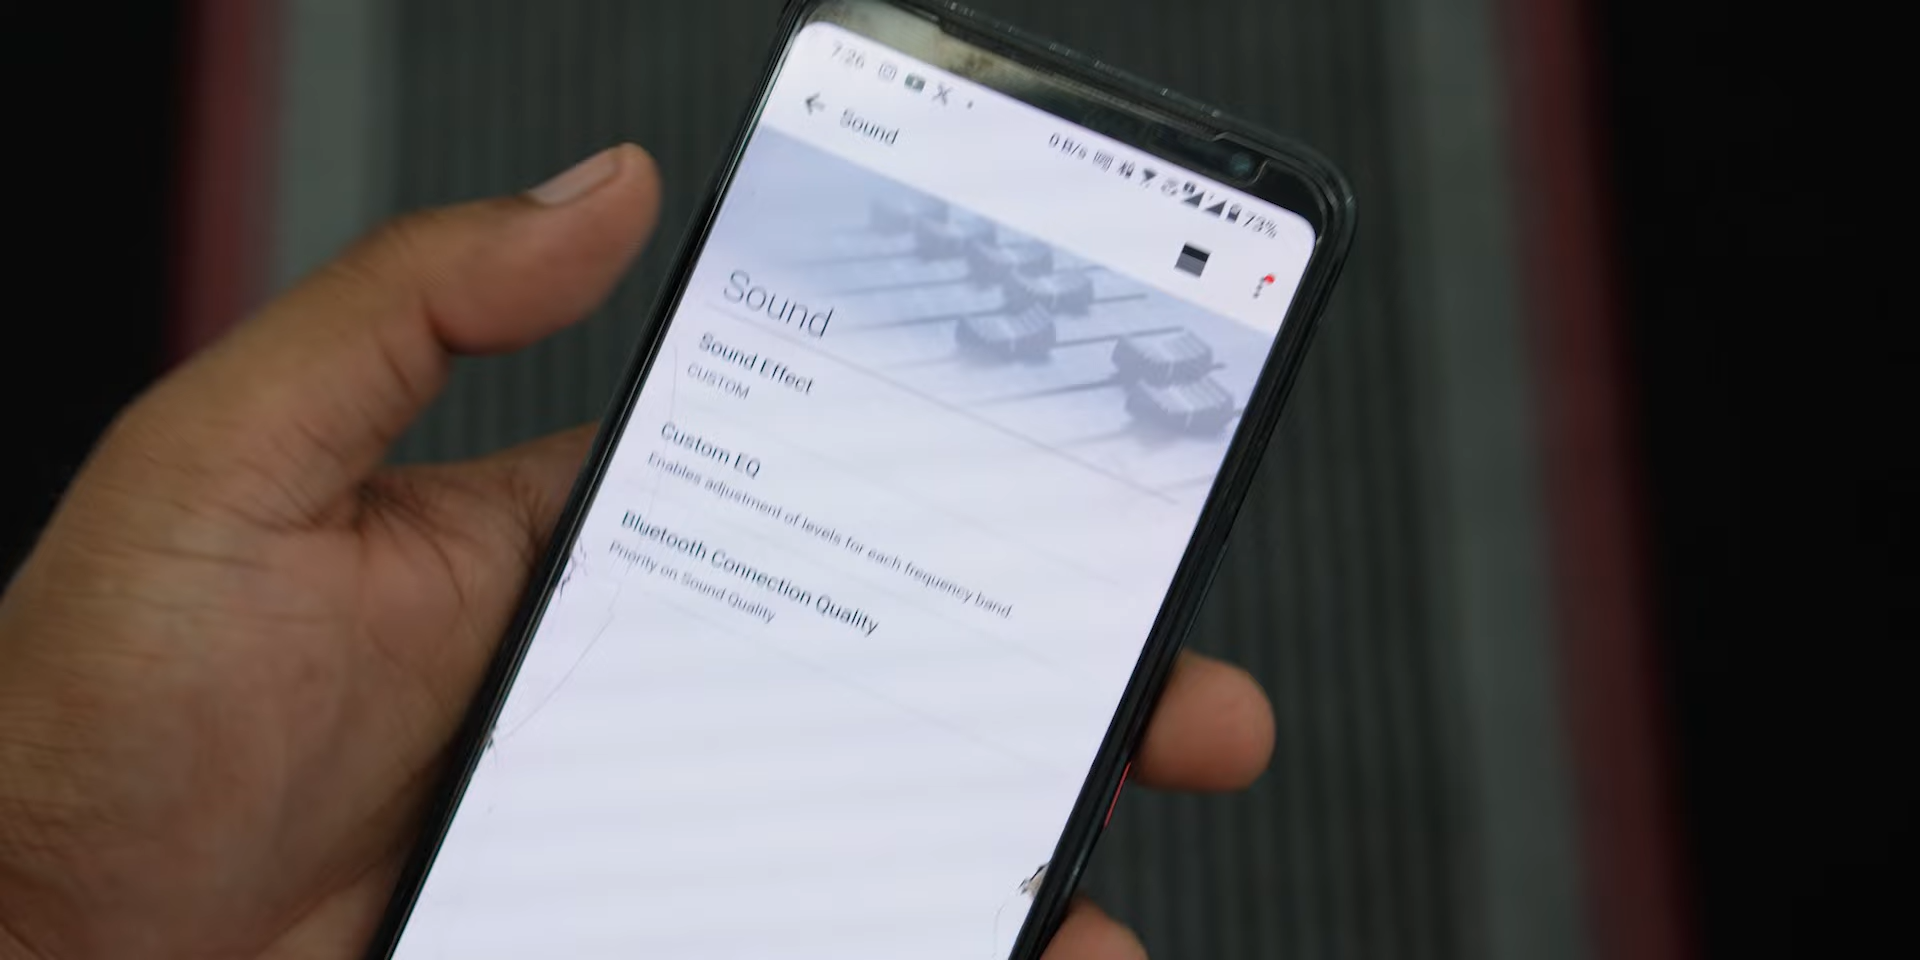 7:26
0 B/s
73%
Sound
Sound
Sound Effect
CUSTOM
Custom EQ
Enables adjustment of levels for each frequency band
Bluetooth Connection Quality
Priority on Sound Quality